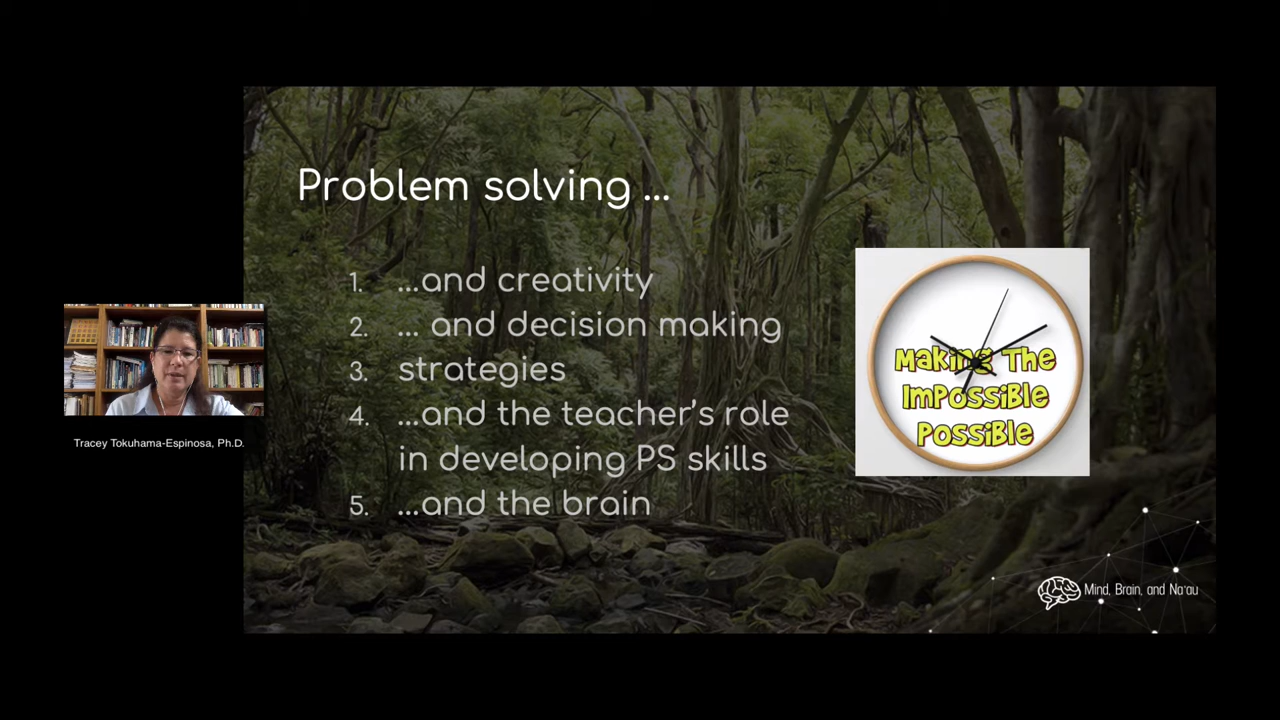 Problem solving ...
1. ...and creativity
2. ... and decision making
3. strategies
4. ...and the teacher's role
in developing PS skills
5. ...and the brain
Making The
Impossible
Possible
Tracey Tokuhama-Espinosa, Ph.D.
Mind, Brain, and Na'au